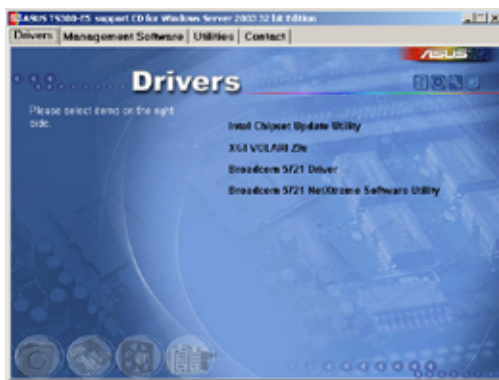 ASUS TS300-E5 support CD for Windows Server 2003 32 bit Edition
Drivers Management Software Utilities Contact
ASUS
Drivers
Please select items on the right
side.
Intel Chipset Update Utility
XGI VOLARI Z9s
Broadcom 5721 Driver
Broadcom 5721 NetXtreme Software Utility